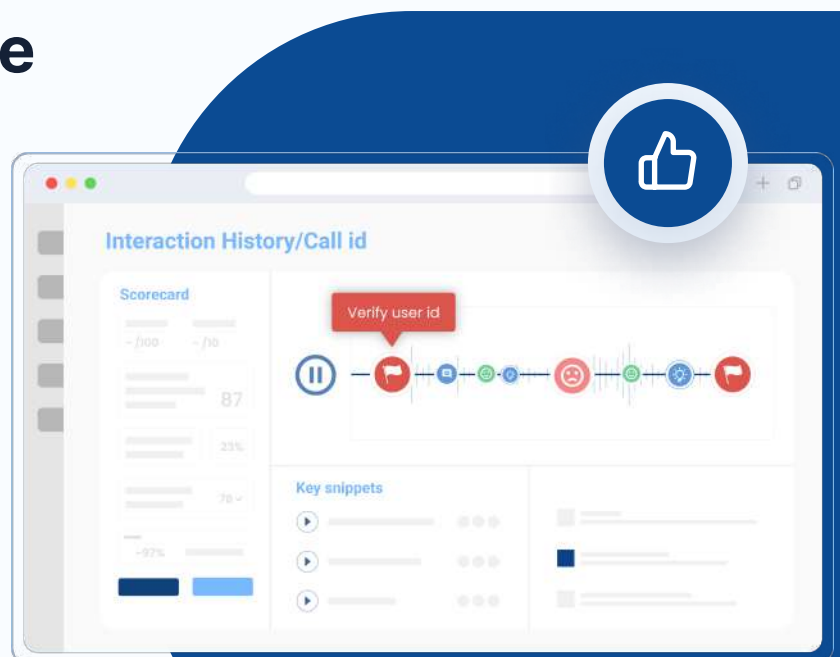 e
Interaction History/Call id
Scorecard
- /100 - /10
87
23%
70
~97%
Verify user id
Key snippets